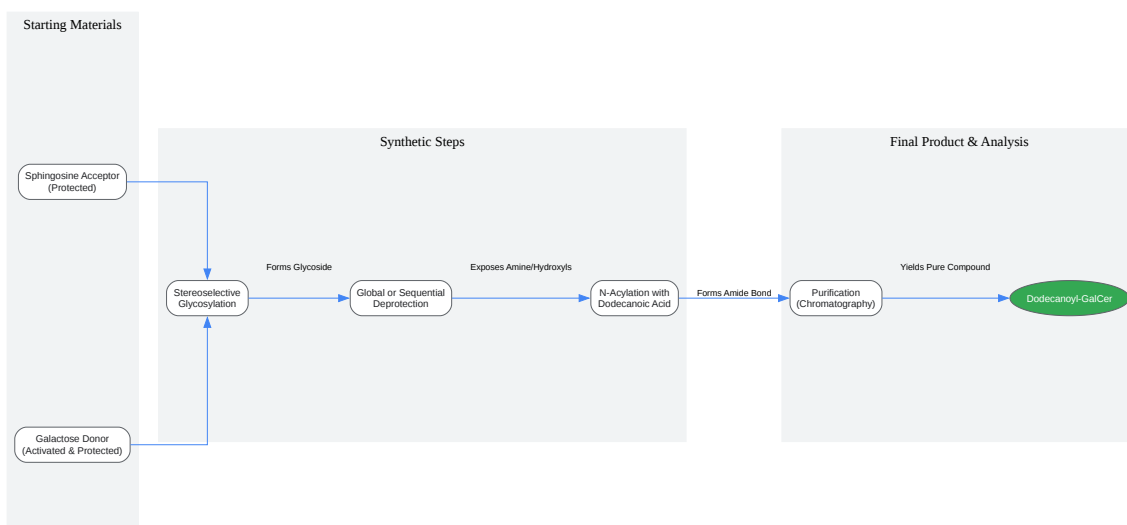 Starting Materials
Synthetic Steps
Final Product & Analysis
Sphingosine Acceptor
(Protected)
Galactose Donor
(Activated & Protected)
Stereoselective
Glycosylation
Forms Glycoside
Global or Sequential
Deprotection
Exposes Amine/Hydroxyls
N-Acylation with
Dodecanoic Acid
Forms Amide Bond
Purification
(Chromatography)
Yields Pure Compound
Dodecanoyl-GalCer